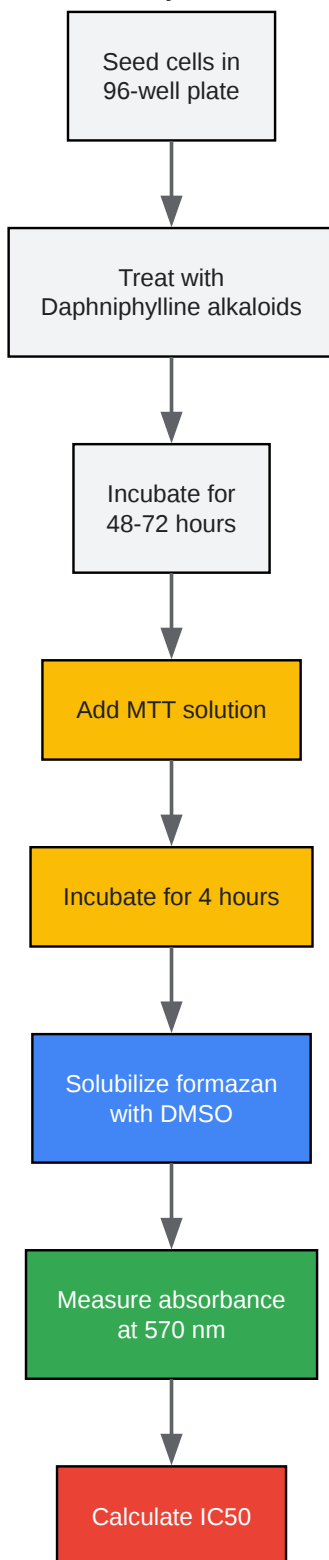 Seed cells in
96-well plate
Treat with
Daphniphylline alkaloids
Incubate for
48-72 hours
Add MTT solution
Incubate for 4 hours
Solubilize formazan
with DMSO
Measure absorbance
at 570 nm
Calculate IC50